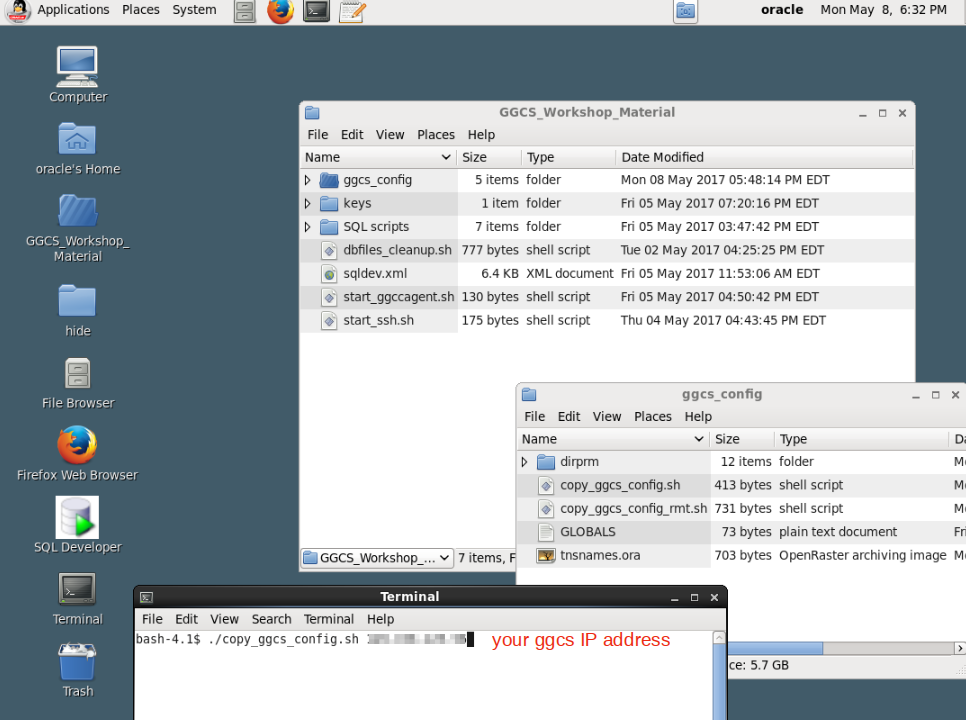 Applications Places System oracle Mon May 8, 6:32 PM
Computer
oracle's Home
GGCS_Workshop_
Material
hide
File Browser
Firefox Web Browser
SQL Developer
Terminal
Trash
GGCS_Workshop_Material
File Edit View Places Help
Name Size Type Date Modified
ggcs_config 5 items folder Mon 08 May 2017 05:48:14 PM EDT
keys 1 item folder Fri 05 May 2017 07:20:16 PM EDT
SQL scripts 7 items folder Fri 05 May 2017 03:47:42 PM EDT
dbfiles_cleanup.sh 777 bytes shell script Tue 02 May 2017 04:25:25 PM EDT
sqldev.xml 6.4 KB XML document Fri 05 May 2017 11:53:06 AM EDT
start_ggccagent.sh 130 bytes shell script Fri 05 May 2017 04:50:42 PM EDT
start_ssh.sh 175 bytes shell script Thu 04 May 2017 04:43:45 PM EDT
GGCS_Workshop_... 7 items, F
ggcs_config
File Edit View Places Help
Name Size Type Da
dirprm 12 items folder M
copy_ggcs_config.sh 413 bytes shell script M
copy_ggcs_config_rmt.sh 731 bytes shell script M
GLOBALS 73 bytes plain text document Fri
tnsnames.ora 703 bytes OpenRaster archiving image M
ce: 5.7 GB
Terminal
File Edit View Search Terminal Help
bash-4.1$ ./copy_ggcs_config.sh
your ggcs IP address